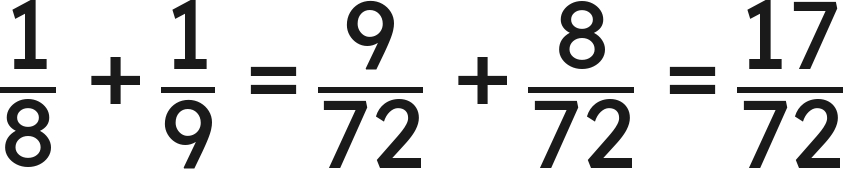 1/8 + 1/9 = 9/72 + 8/72 = 17/72